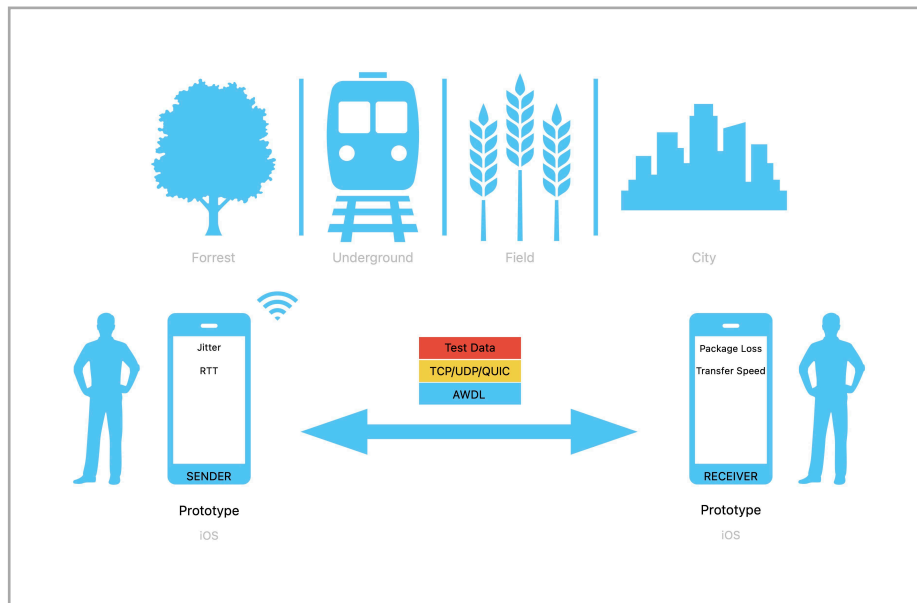 Forrest
Underground
Field
City
Jitter
RTT
SENDER
Prototype
iOS
Test Data
TCP/UDP/QUIC
AWDL
Package Loss
Transfer Speed
RECEIVER
Prototype
iOS